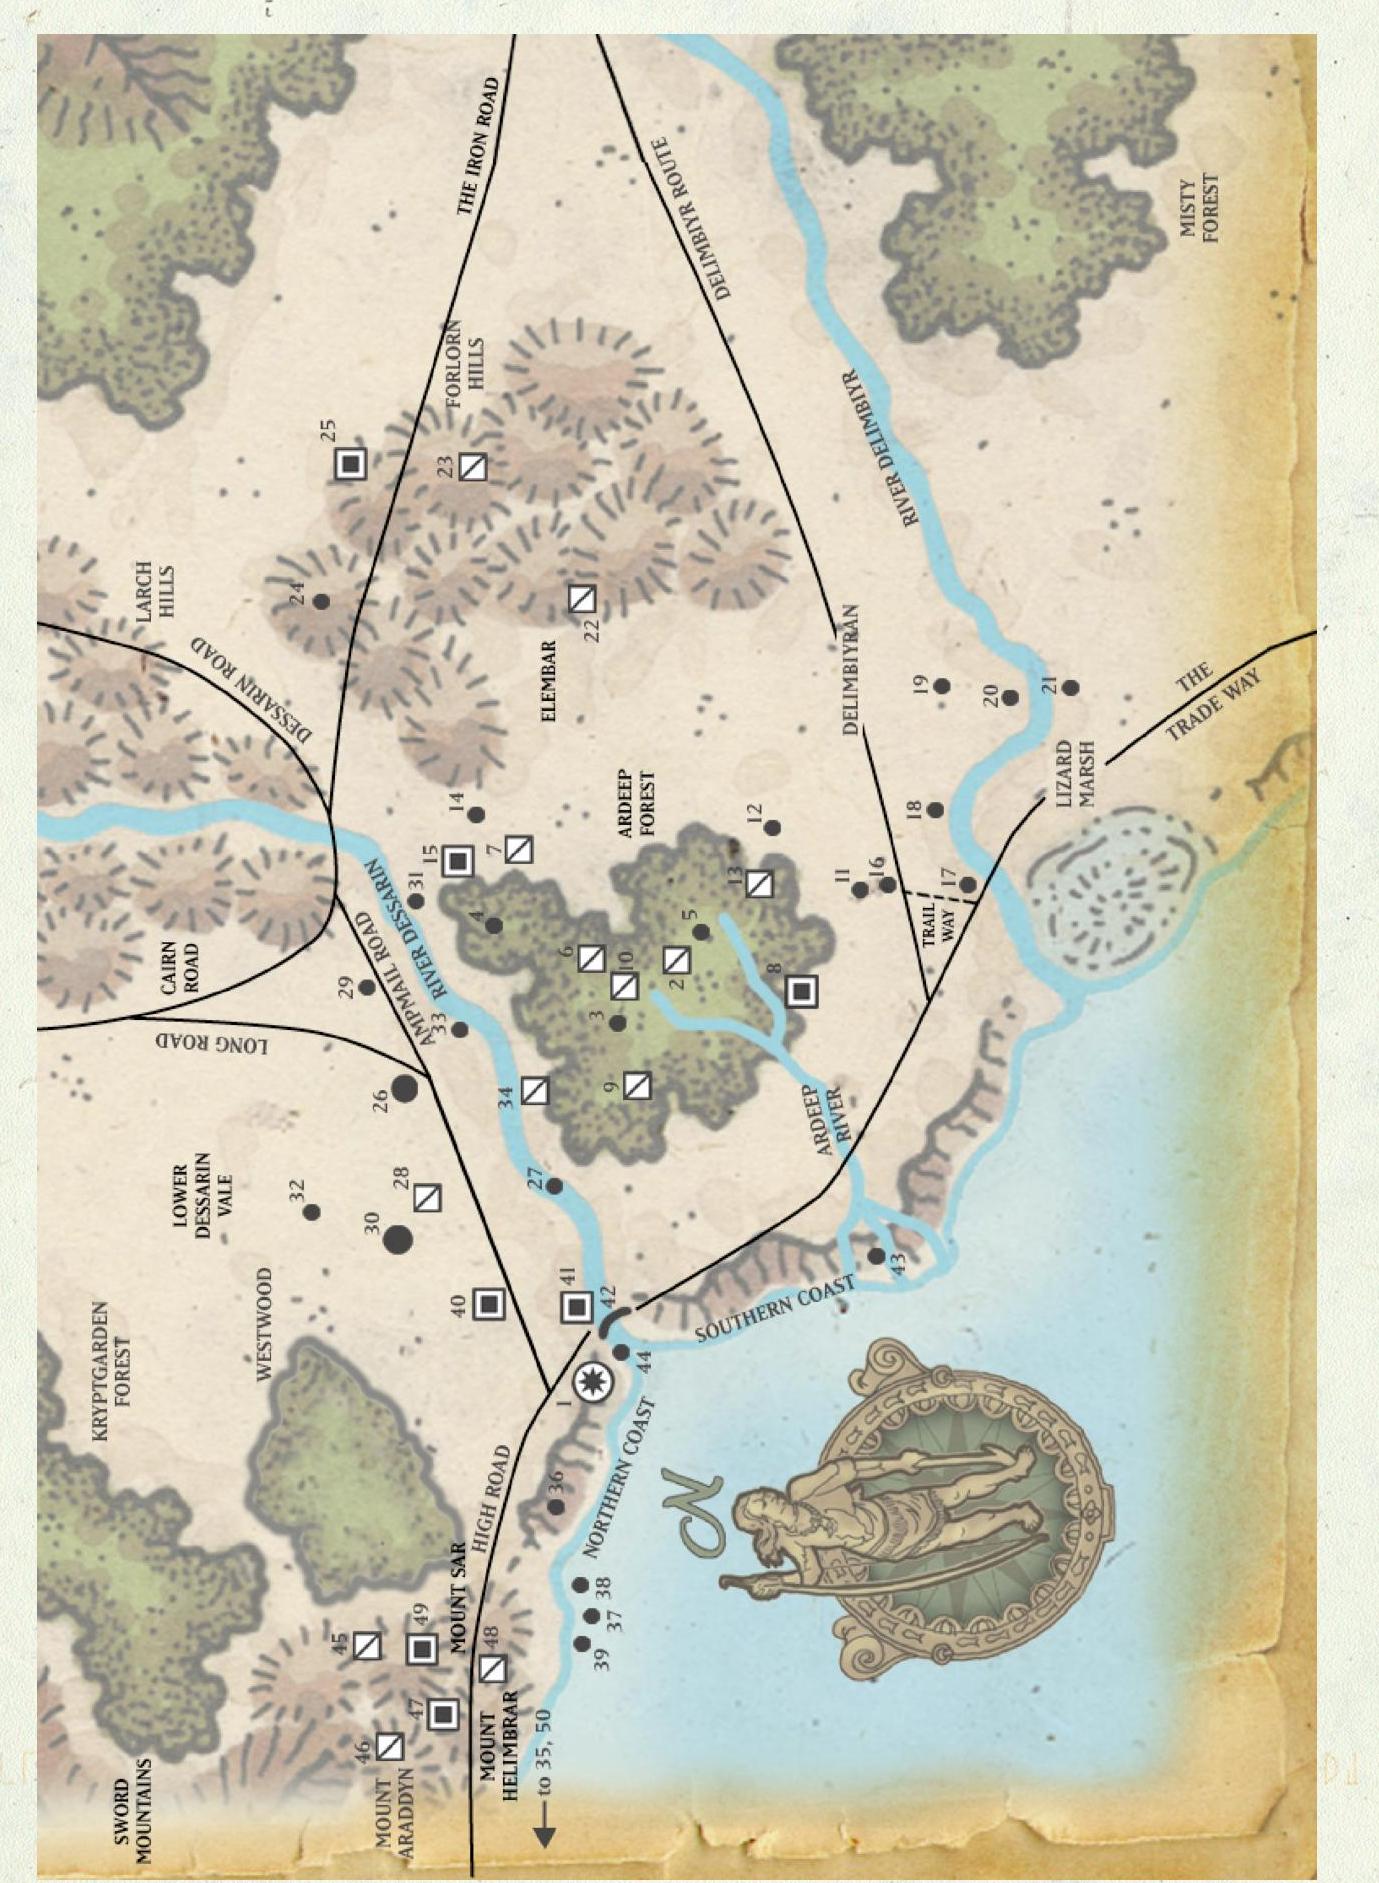 KRYPTGARDEN
FOREST
SWORD
MOUNTAINS
LARCH
HILLS
CAIRN
ROAD
LOWER
DESSARIN
VALE
LONG ROAD
DESSARIN ROAD
WESTWOOD
32
24
25
45
29
46
30
26
MOUNT
ARADDYN
28
AMPMAIL ROAD
RIVER DESSARIN
47
31
49
15
33
23
14
40
MOUNT SAR
FORLORN
HILLS
THE IRON ROAD
4
HIGH ROAD
48
MOUNT
HELIMBRAR
7
34
27
to 35, 50
ELEMBAR
36
1
6
41
22
3
38
39
42
9
37
NORTHERN COAST
10
ARDEEP
FOREST
44
2
5
DELIMBIYR ROUTE
N
13
12
SOUTHERN COAST
8
ARDEEP
RIVER
11
DELIMBIYRAN
16
43
RIVER DELIMBIYR
18
19
TRAIL
WAY
17
20
21
LIZARD
MARSH
THE
TRADE WAY
MISTY
FOREST